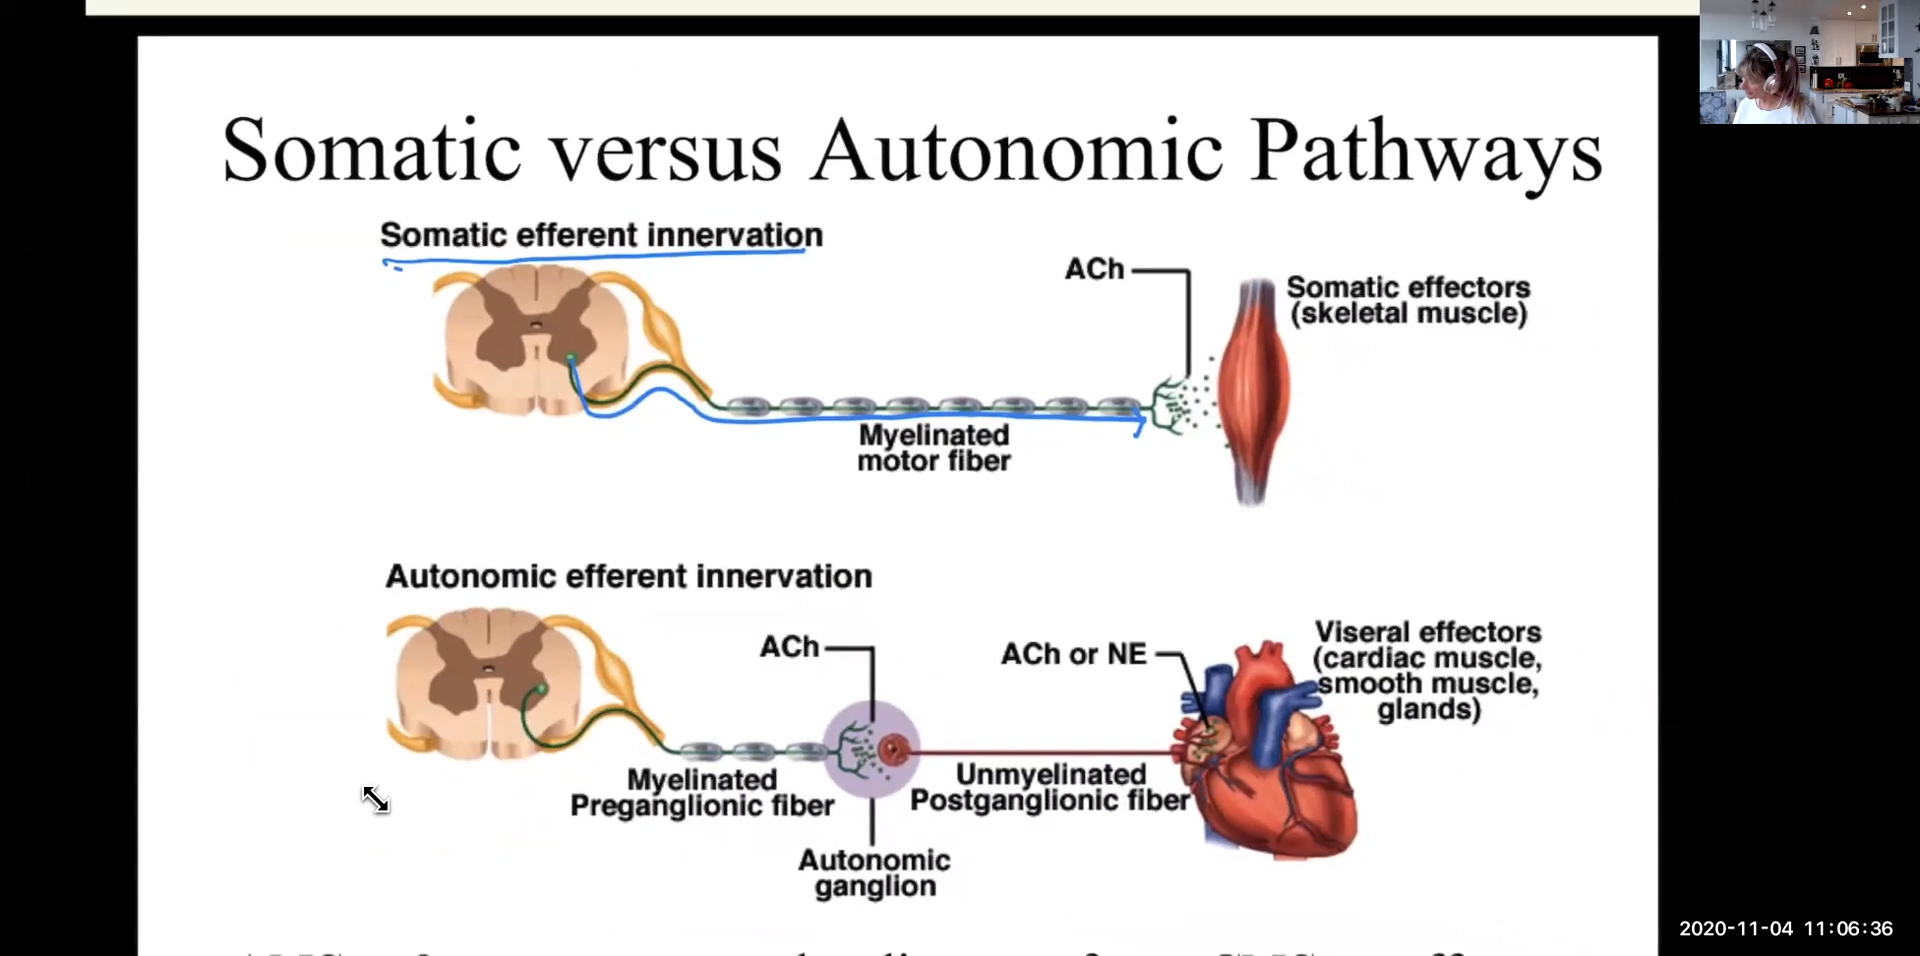 Somatic versus Autonomic Pathways
Somatic efferent innervation
ACh
Somatic effectors
(skeletal muscle)
Myelinated
motor fiber
Autonomic efferent innervation
ACh
ACh or NE
Viseral effectors
(cardiac muscle,
smooth muscle,
glands)
Myelinated
Preganglionic fiber
Unmyelinated
Postganglionic fiber
Autonomic
ganglion
2020-11-04 11:06:36